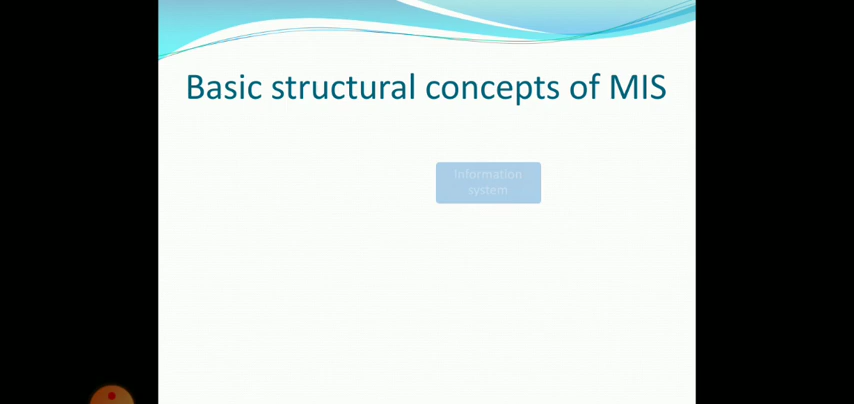 Basic structural concepts of MIS
Information
system